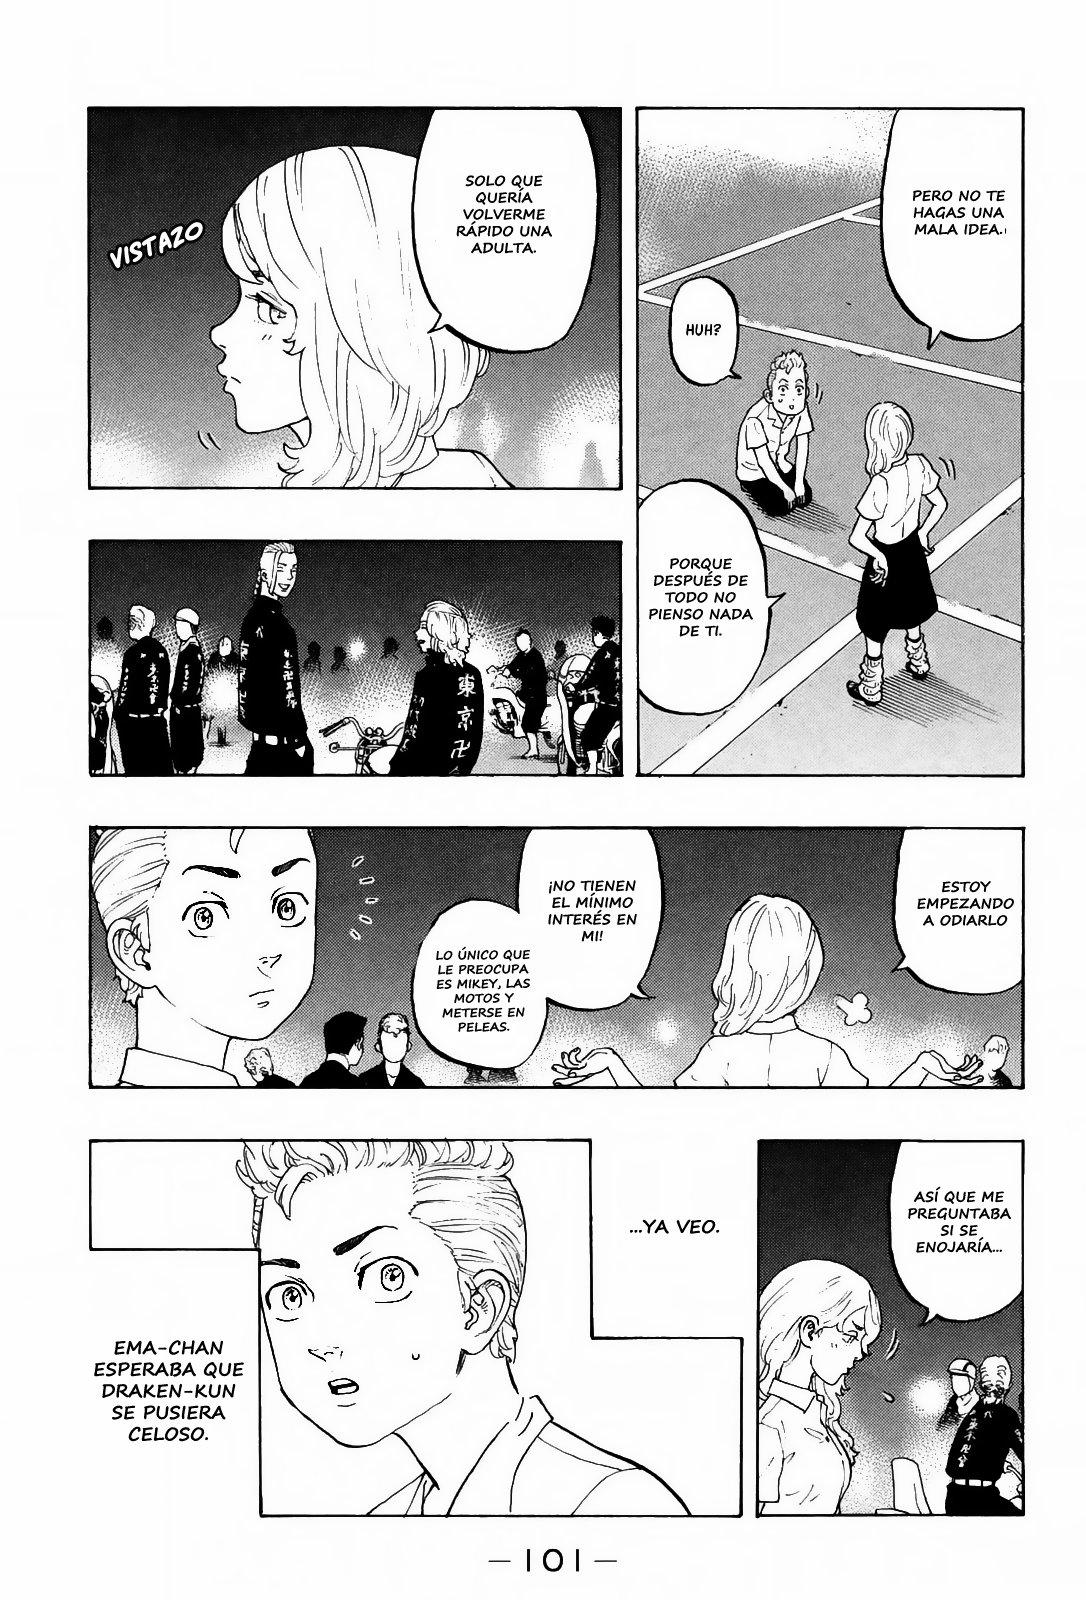 PERO NO TE
HAGAS UNA
MALA IDEA.
HUH?
PORQUE
DESPUÉS DE
TODO NO
PIENSO NADA
DE TI.
SOLO QUE
QUERÍA
VOLVERME
RÁPIDO UNA
ADULTA.
VISTAZO
東京卍
ESTOY
EMPEZANDO
A ODIARLO
¡NO TIENEN
EL MÍNIMO
INTERÉS EN
MI!
LO ÚNICO QUE
LE PREOCUPA
ES MIKEY, LAS
MOTOS Y
METERSE EN
PELEAS.
ASÍ QUE ME
PREGUNTABA
SI SE
ENOJARÍA...
...YA VEO.
EMA-CHAN
ESPERABA QUE
DRAKEN-KUN
SE PUSIERA
CELOSO.
—101—